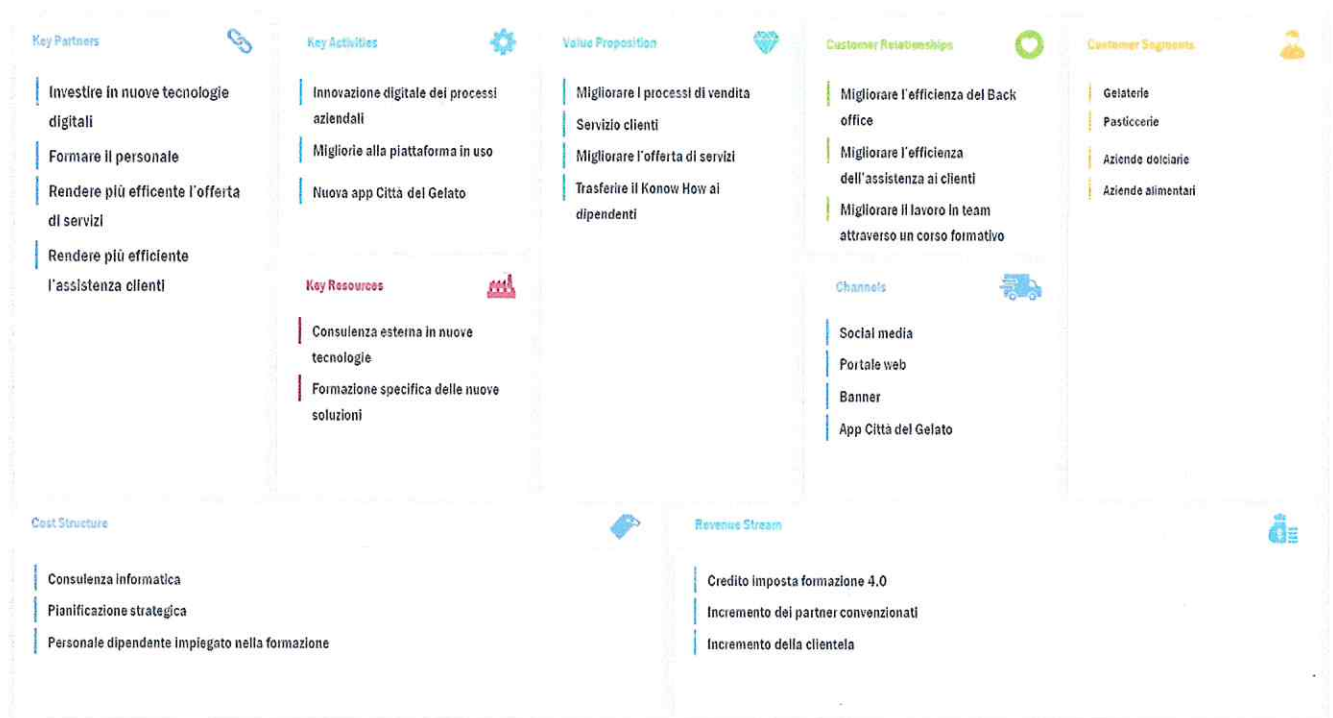 Key Partners
Investire in nuove tecnologie
digitali
Formare il personale
Rendere più efficente l'offerta
di servizi
Rendere più efficiente
l'assistenza clienti
Key Activities
Innovazione digitale dei processi
aziendali
Migliorie alla piattaforma in uso
Nuova app Città del Gelato
Key Resources
Consulenza esterna in nuove
tecnologie
Formazione specifica delle nuove
soluzioni
Value Proposition
Migliorare i processi di vendita
Servizio clienti
Migliorare l'offerta di servizi
Trasferire il Konow How ai
dipendenti
Customer Relationships
Migliorare l'efficienza del Back
office
Migliorare l'efficienza
dell'assistenza ai clienti
Migliorare il lavoro in team
attraverso un corso formativo
Channels
Social media
Portale web
Banner
App Città del Gelato
Customer Segments
Gelaterie
Pasticcerie
Aziende dolciarie
Aziende alimentari
Cost Structure
Consulenza informatica
Pianificazione strategica
Personale dipendente impiegato nella formazione
Revenue Stream
Credito imposta formazione 4.0
Incremento dei partner convenzionati
Incremento della clientela